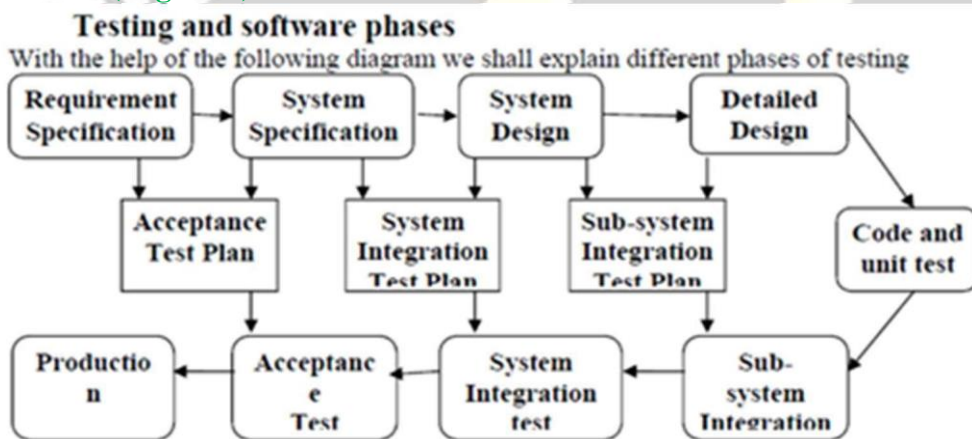 Testing and software phases
With the help of the following diagram we shall explain different phases of testing
Requirement
Specification
System
Specification
System
Design
Detailed
Design
Acceptance
Test Plan
System
Integration
Test Plan
Sub-system
Integration
Test Plan
Code and
unit test
Productio
n
Acceptanc
e
Test
System
Integration
test
Sub-
system
Integration